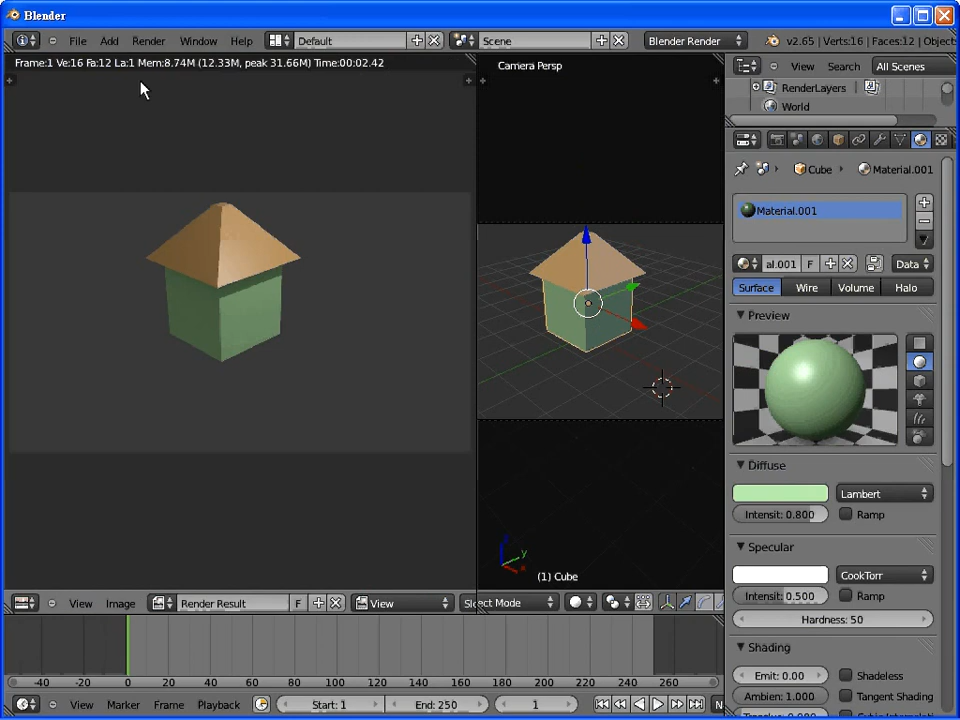 Blender
File Add Render Window Help Default Scene Blender Render v2.65 | Verts:16 | Faces:12 | Object
Frame:1 Ve:16 Fa:12 La:1 Mem:8.74M (12.33M, peak 31.66M) Time:00:02.42
Camera Persp
View Search All Scenes
RenderLayers
World
Cube Material.001
Material.001
al.001 F Data
Surface Wire Volume Halo
Preview
Diffuse
Lambert
Intensit: 0.800 Ramp
Specular
CookTorr
Intensit: 0.500 Ramp
Hardness: 50
Shading
Emit: 0.00 Shadeless
Ambien: 1.000 Tangent Shading
x y
(1) Cube
View Image Render Result F View Select Mode
-40 -20 0 20 40 60 80 100 120 140 160 180 200 220 240 260
View Marker Frame Playback Start: 1 End: 250 1 N